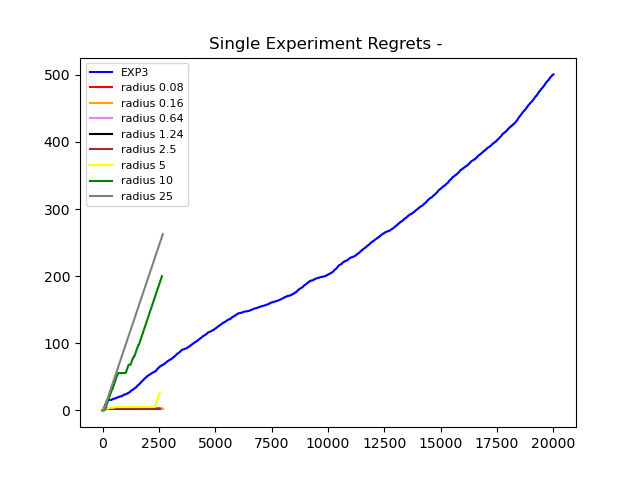 Single Experiment Regrets -
EXP3
radius 0.08
radius 0.16
radius 0.64
radius 1.24
radius 2.5
radius 5
radius 10
radius 25
500
400
300
200
100
0
0 2500 5000 7500 10000 12500 15000 17500 20000